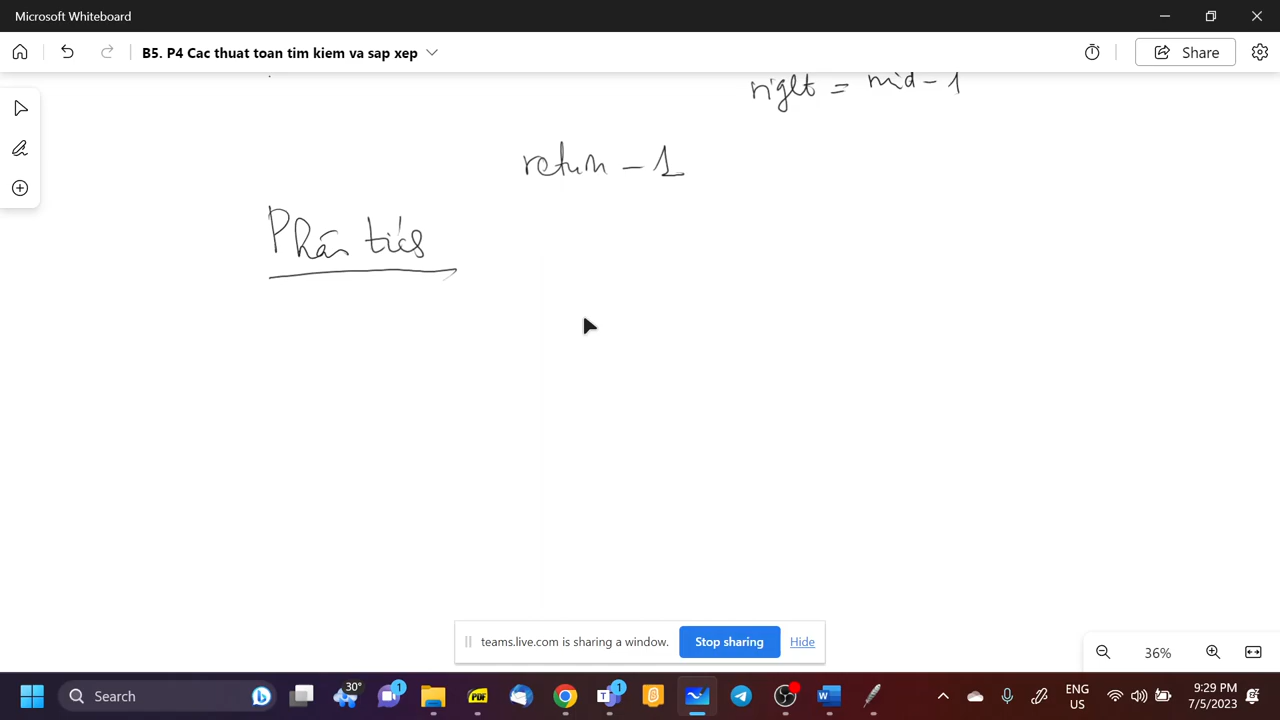 Microsoft Whiteboard
B5. P4 Cac thuat toan tim kiem va sap xep
Share
right = mid - 1
return - 1
Phân tích
teams.live.com is sharing a window.
Stop sharing
Hide
36%
Search
30°
1
1
ENG
US
9:29 PM
7/5/2023